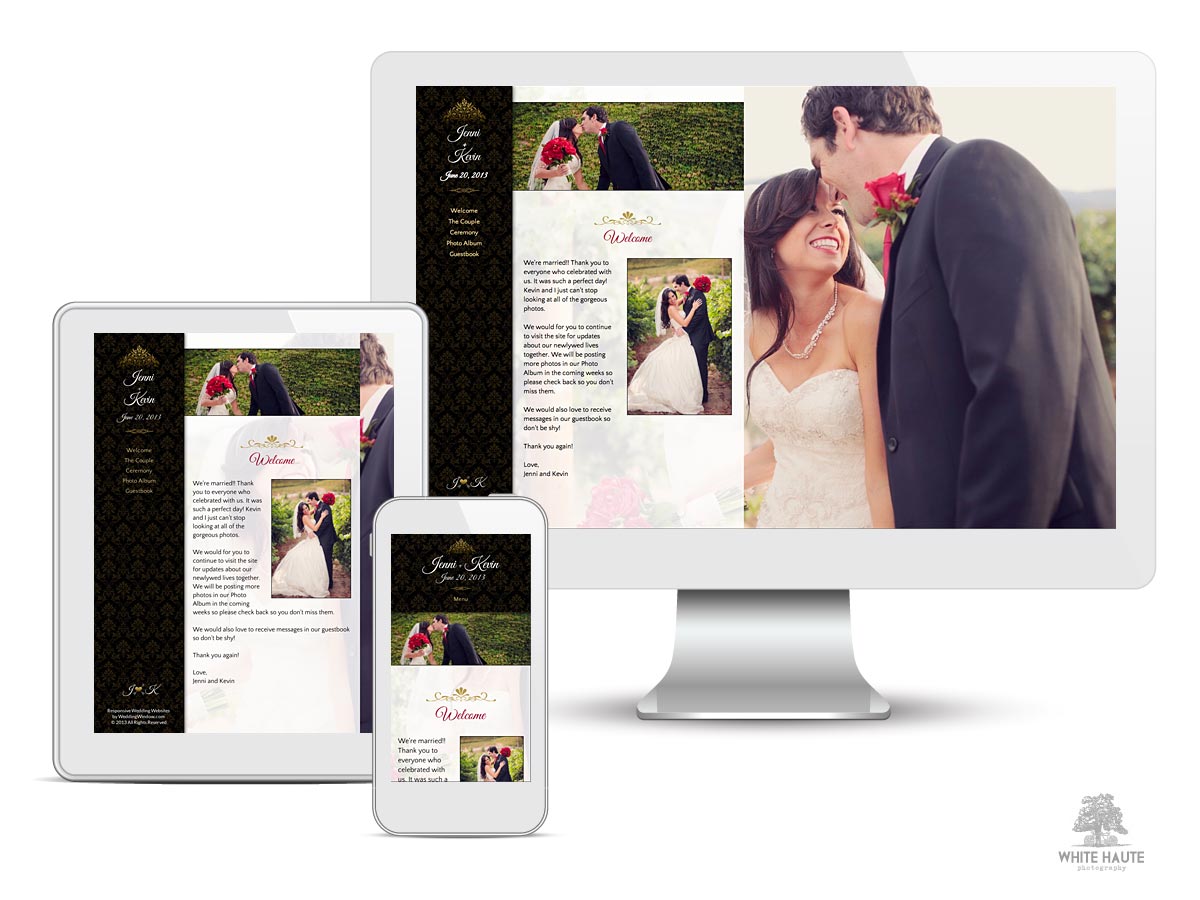 Jenni
+
Kevin
June 20, 2013
Welcome
The Couple
Ceremony
Photo Album
Guestbook
J K
Welcome
We're married!! Thank you to
everyone who celebrated with
us. It was such a perfect day!
Kevin and I just can't stop
looking at all of the gorgeous
photos.
We would for you to continue
to visit the site for updates
about our newlywed lives
together. We will be posting
more photos in our Photo
Album in the coming weeks so
please check back so you don't
miss them.
We would also love to receive
messages in our guestbook so
don't be shy!
Thank you again!
Love,
Jenni and Kevin
Jenni
Kevin
June 20, 2013
Welcome
The Couple
Ceremony
Photo Album
Guestbook
J K
Responsive Wedding Websites
by WeddingWindow.com
© 2013 All Rights Reserved
Welcome
We're married!! Thank
you to everyone who
celebrated with us. It was
such a perfect day! Kevin
and I just can't stop
looking at all of the
gorgeous photos.
We would for you to
continue to visit the site
for updates about our
newlywed lives together.
We will be posting more
photos in our Photo
Album in the coming
weeks so please check back so you don't miss them.
We would also love to receive messages in our guestbook
so don't be shy!
Thank you again!
Love,
Jenni and Kevin
Jenni + Kevin
June 20, 2013
Menu
Welcome
We're married!!
Thank you to
everyone who
celebrated with
us. It was such a
WHITE HAUTE
photography